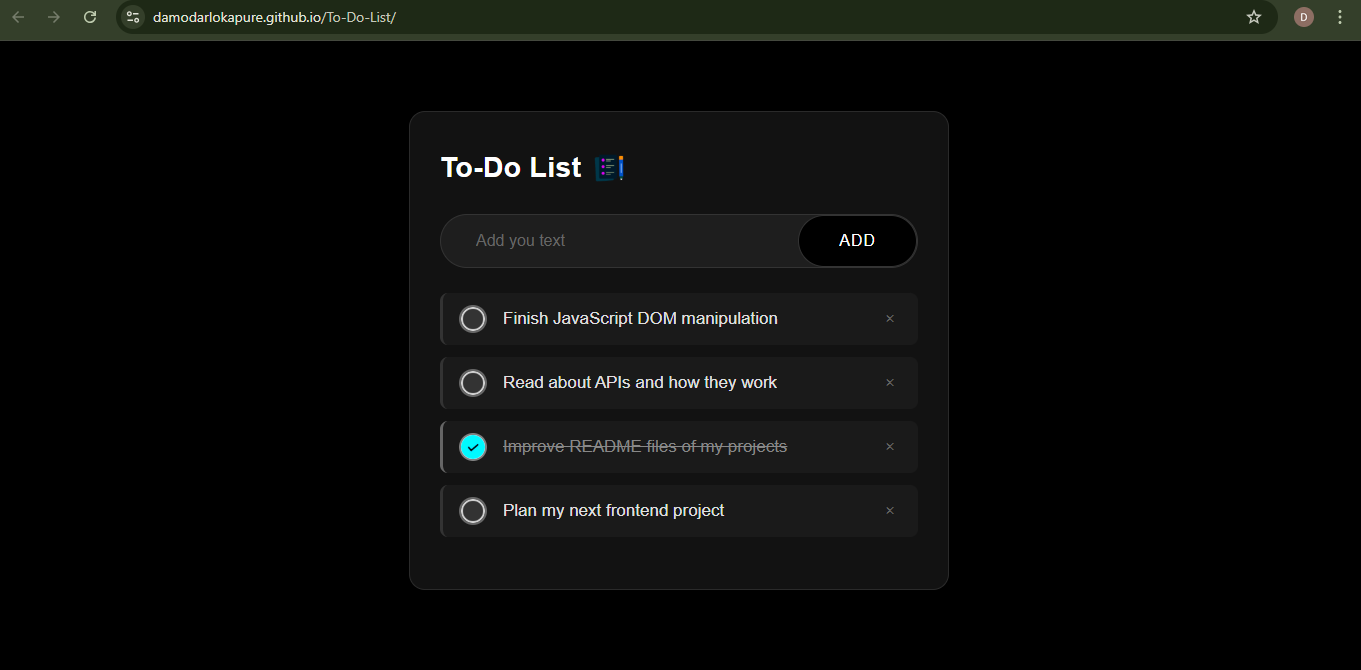 damodarlokapure.github.io/To-Do-List/
D
To-Do List
Add you text
ADD
Finish JavaScript DOM manipulation
Read about APIs and how they work
Improve README files of my projects
Plan my next frontend project